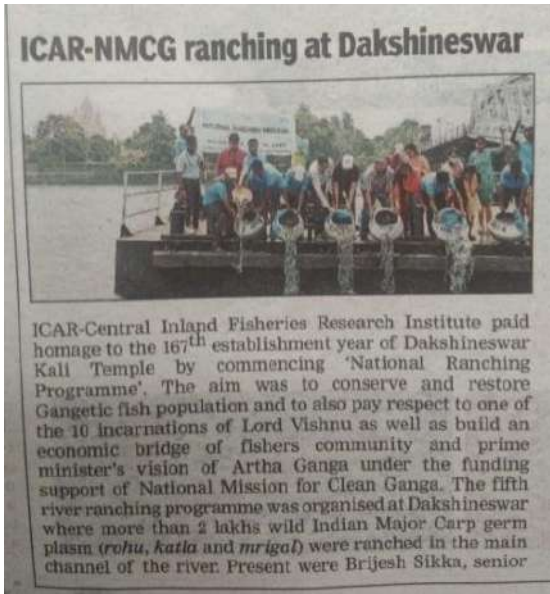 ICAR-NMCG ranching at Dakshineswar
NATIONAL RANCHING PROGRAM
ICAR-Central Inland Fisheries Research Institute paid
homage to the 167th establishment year of Dakshineswar
Kali Temple by commencing ‘National Ranching
Programme’. The aim was to conserve and restore
Gangetic fish population and to also pay respect to one of
the 10 incarnations of Lord Vishnu as well as build an
economic bridge of fishers community and prime
minister's vision of Artha Ganga under the funding
support of National Mission for Clean Ganga. The fifth
river ranching programme was organised at Dakshineswar
where more than 2 lakhs wild Indian Major Carp germ
plasm (rohu, katla and mrigal) were ranched in the main
channel of the river. Present were Brijesh Sikka, senior